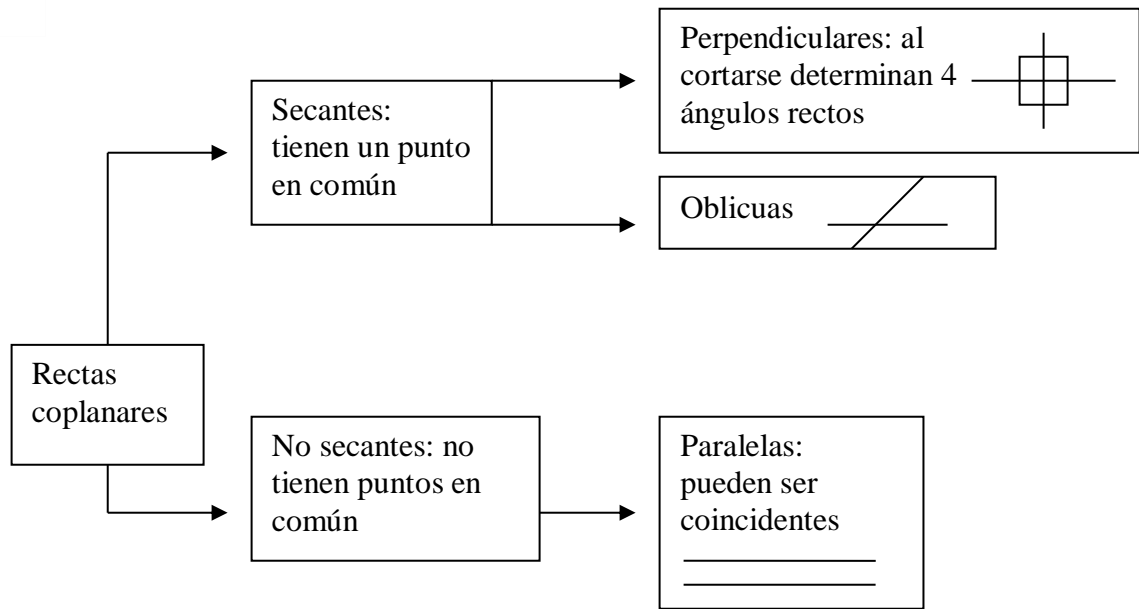 Perpendiculares: al
cortarse determinan 4
ángulos rectos
Secantes:
tienen un punto
en común
Oblicuas
Rectas
coplanares
No secantes: no
tienen puntos en
común
Paralelas:
pueden ser
coincidentes